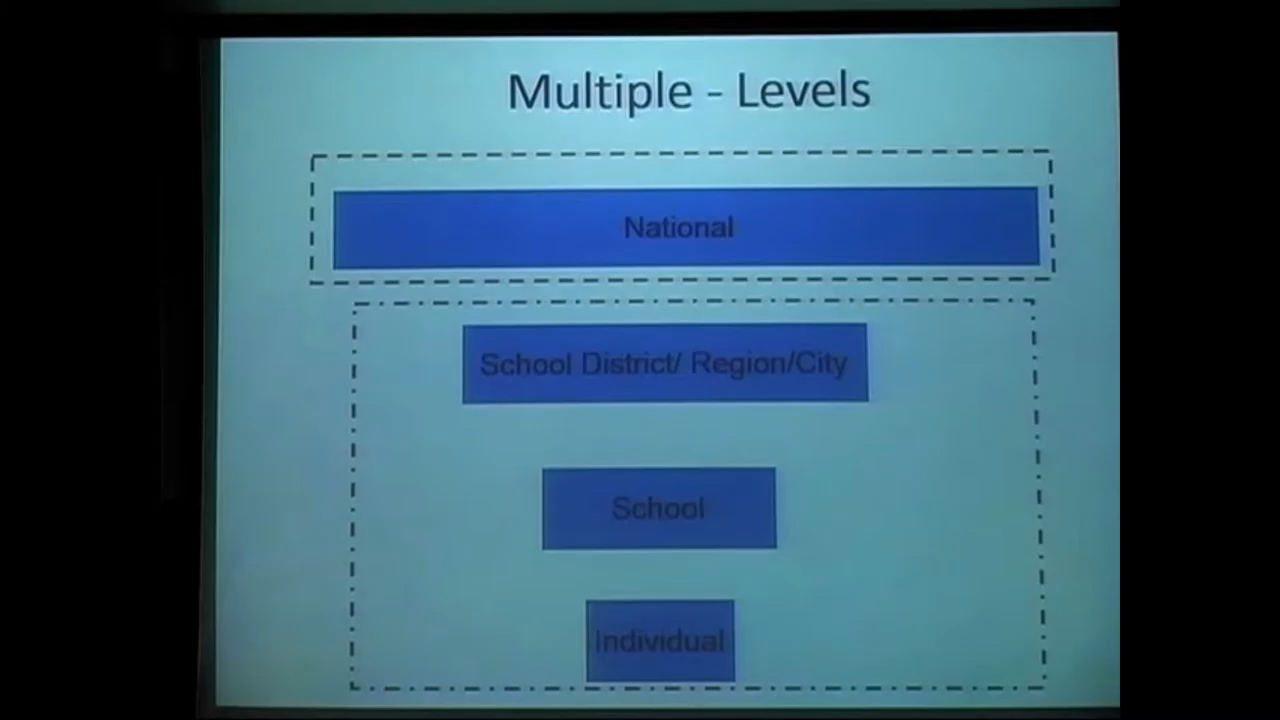 Multiple - Levels
National
School District/ Region/City
School
Individual